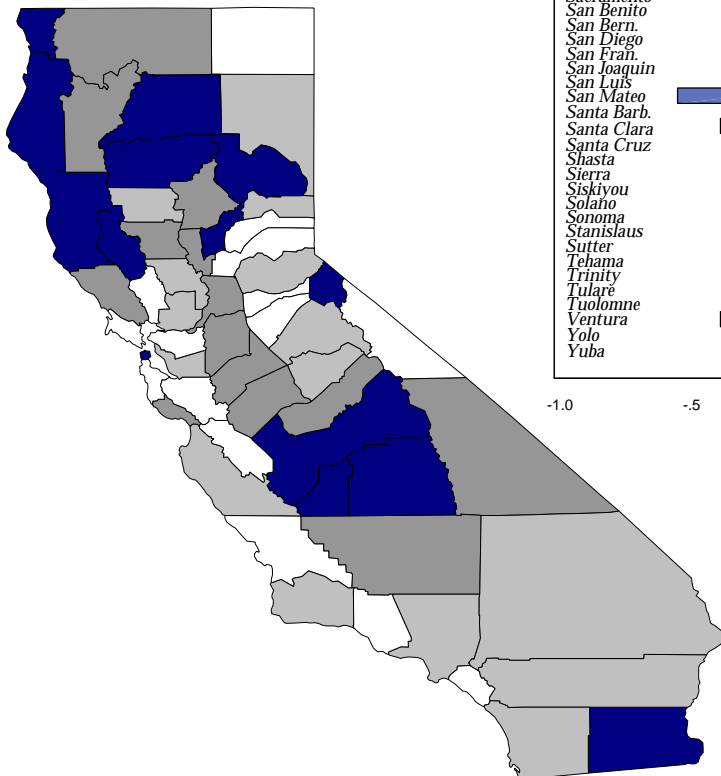 Sacramento
San Benito
San Bern.
San Diego
San Fran.
San Joaquin
San Luis
San Mateo
Santa Barb.
Santa Clara
Santa Cruz
Shasta
Sierra
Siskiyou
Solano
Sonoma
Stanislaus
Sutter
Tehama
Trinity
Tulare
Tuolomne
Ventura
Yolo
Yuba
-1.0 -.5